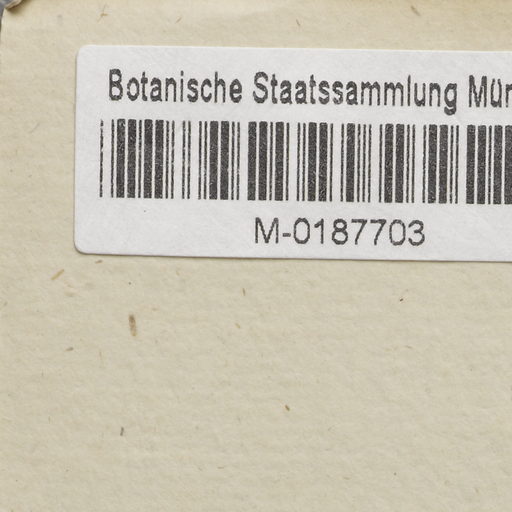 Botanische Staatssammlung Mün
M-0187703